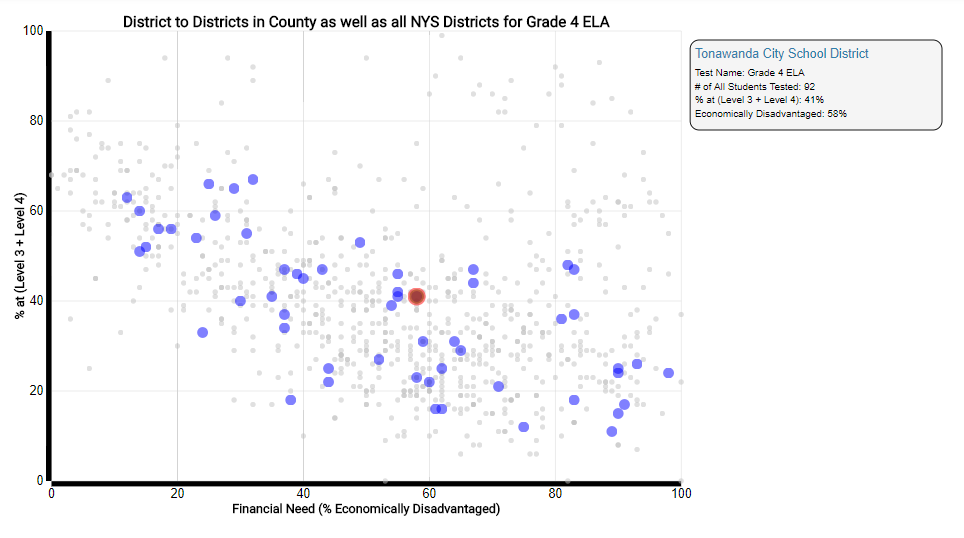 District to Districts in County as well as all NYS Districts for Grade 4 ELA
Tonawanda City School District
Test Name: Grade 4 ELA
# of All Students Tested: 92
% at (Level 3 + Level 4): 41%
Economically Disadvantaged: 58%
% at (Level 3 + Level 4)
100
80
60
40
20
0
0 20 40 60 80 100
Financial Need (% Economically Disadvantaged)